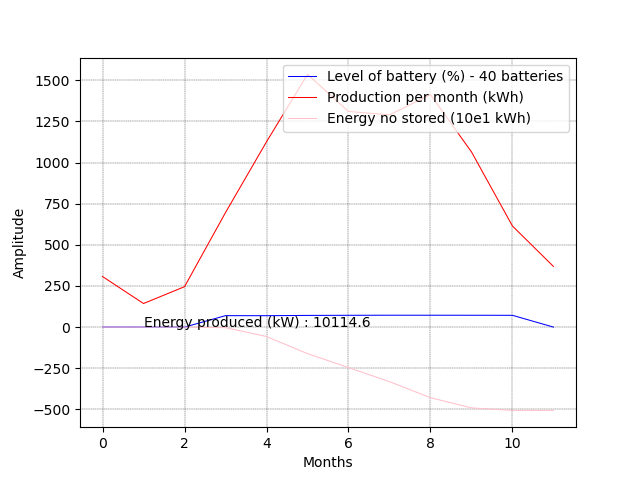 Level of battery (%) - 40 batteries
Production per month (kWh)
Energy no stored (10e1 kWh)
1500
1250
1000
750
500
250
0
−250
−500
Amplitude
Energy produced (kW) : 10114.6
0 2 4 6 8 10
Months